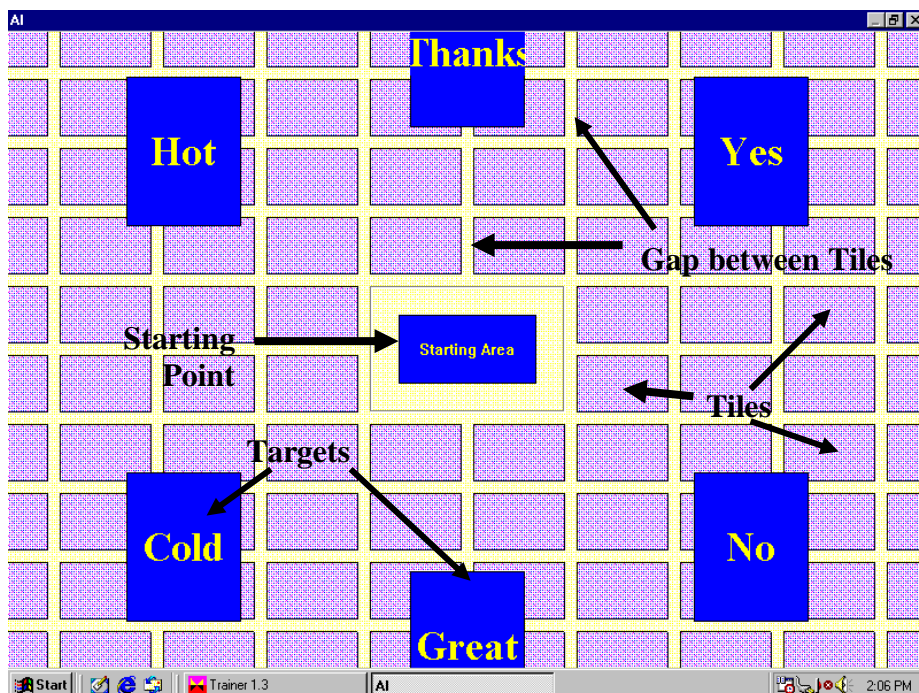 AI
Thanks
Hot
Yes
Gap between Tiles
Starting
Point
Starting Area
Tiles
Targets
Cold
No
Great
Start
Trainer 1.3
AI
2:06 PM